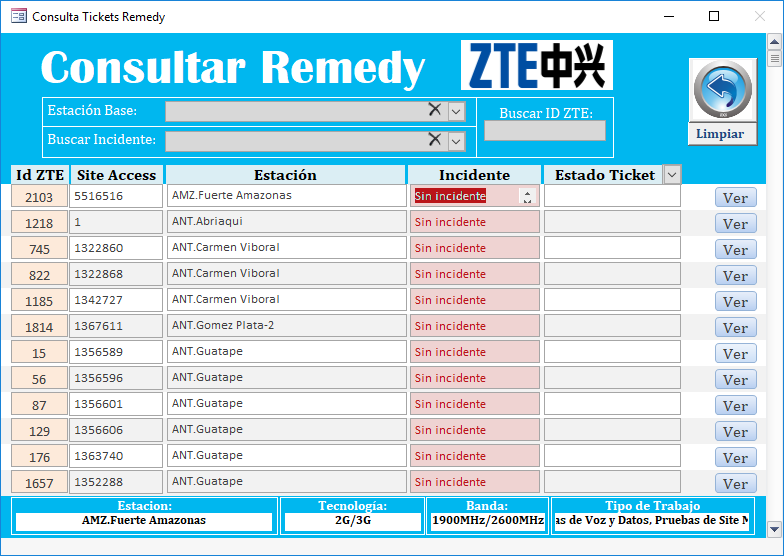 Consulta Tickets Remedy
Consultar Remedy
ZTE中兴
Estación Base:
Buscar ID ZTE:
Buscar Incidente:
Limpiar
Id ZTE Site Access Estación Incidente Estado Ticket
2103 5516516 AMZ.Fuerte Amazonas Sin incidente Ver
1218 1 ANT.Abriaqui Sin incidente Ver
745 1322860 ANT.Carmen Viboral Sin incidente Ver
822 1322868 ANT.Carmen Viboral Sin incidente Ver
1185 1342727 ANT.Carmen Viboral Sin incidente Ver
1814 1367611 ANT.Gomez Plata-2 Sin incidente Ver
15 1356589 ANT.Guatape Sin incidente Ver
56 1356596 ANT.Guatape Sin incidente Ver
87 1356601 ANT.Guatape Sin incidente Ver
129 1356606 ANT.Guatape Sin incidente Ver
176 1363740 ANT.Guatape Sin incidente Ver
1657 1352288 ANT.Guatape Sin incidente Ver
Estacion: Tecnología: Banda: Tipo de Trabajo
AMZ.Fuerte Amazonas 2G/3G 1900MHz/2600MHz as de Voz y Datos, Pruebas de Site M